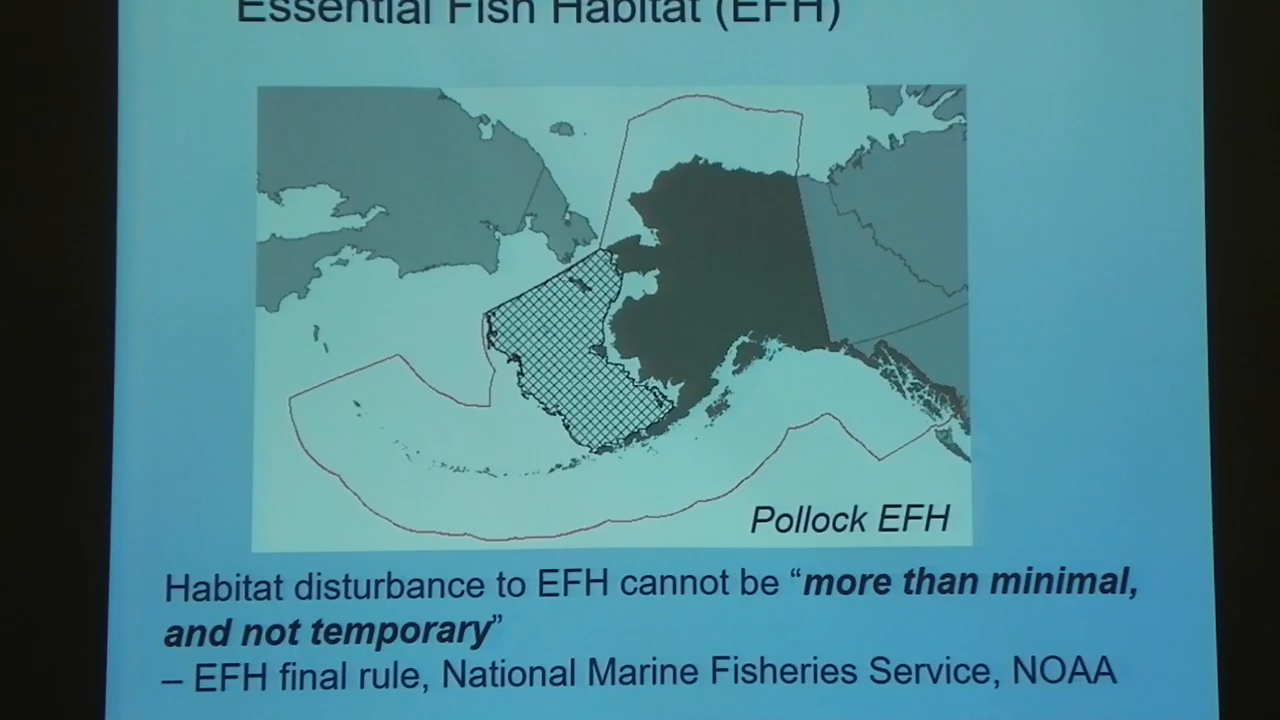 Essential Fish Habitat (EFH)
Pollock EFH
Habitat disturbance to EFH cannot be “more than minimal,
and not temporary”
– EFH final rule, National Marine Fisheries Service, NOAA